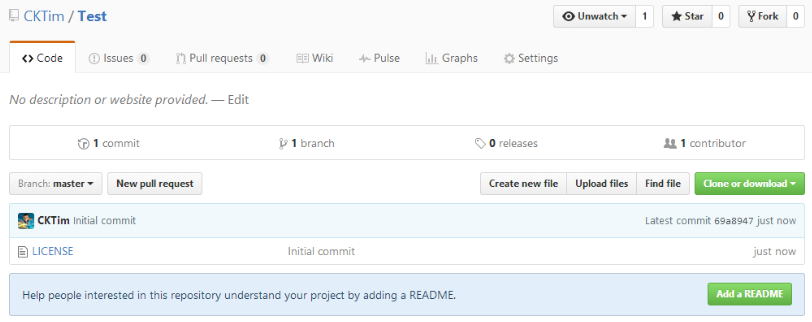 CKTim / Test Unwatch 1 Star 0 Fork 0
Code Issues 0 Pull requests 0 Wiki Pulse Graphs Settings
No description or website provided. — Edit
1 commit 1 branch 0 releases 1 contributor
Branch: master New pull request Create new file Upload files Find file Clone or download
CKTim Initial commit Latest commit 69a8947 just now
LICENSE Initial commit just now
Help people interested in this repository understand your project by adding a README. Add a README